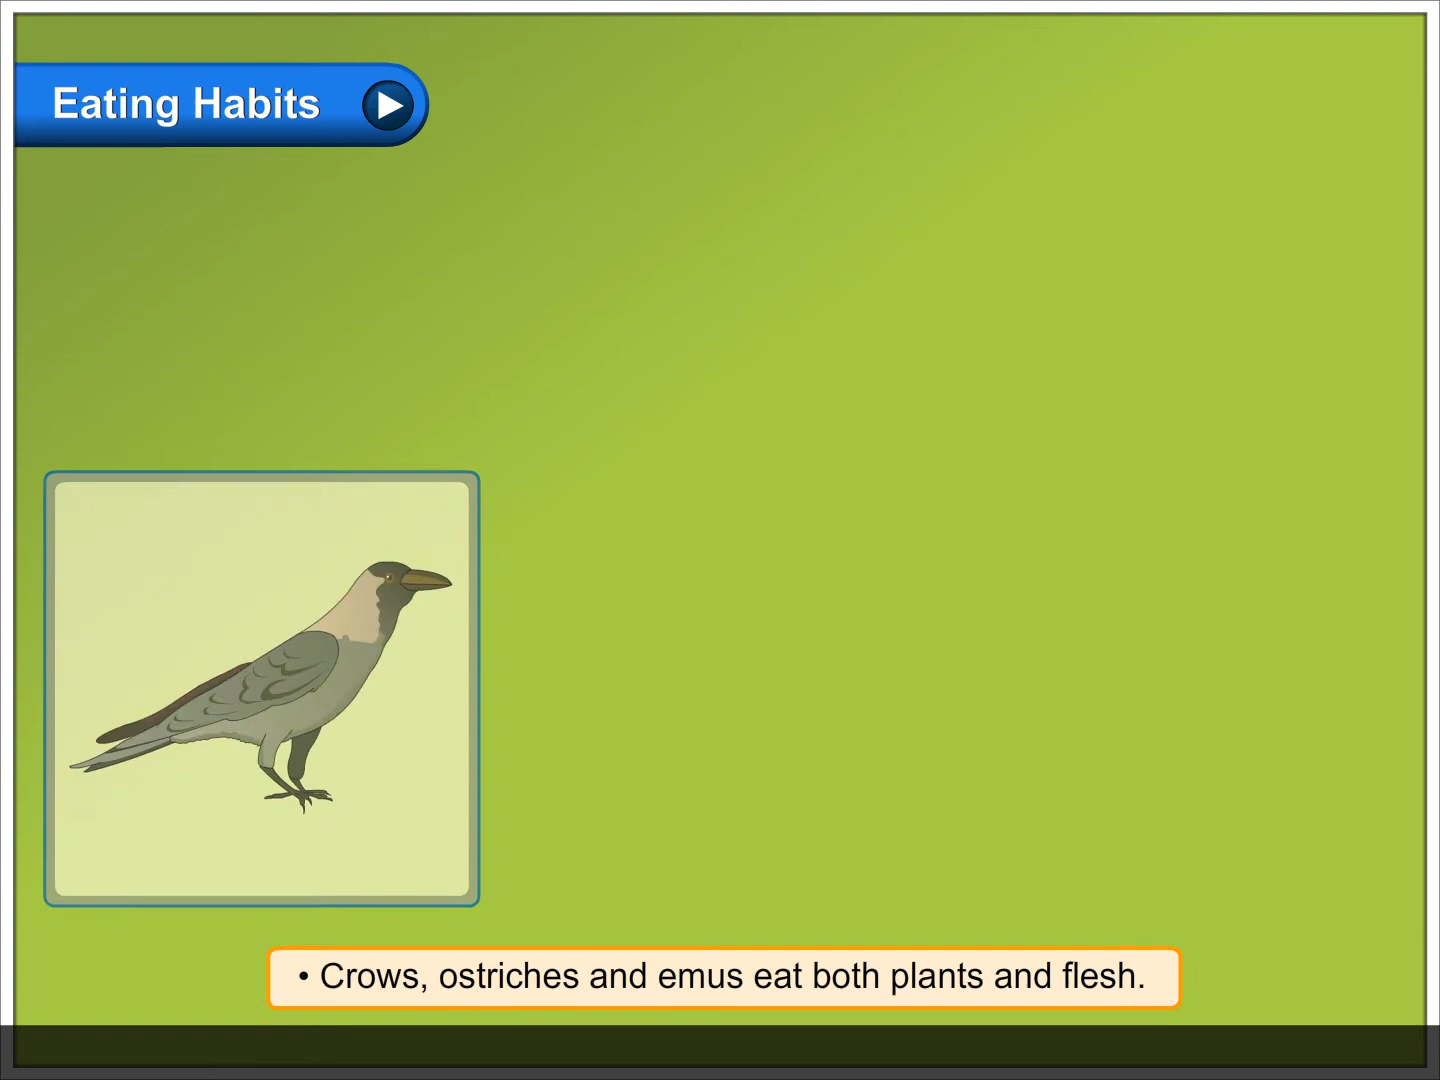 Eating Habits
• Crows, ostriches and emus eat both plants and flesh.